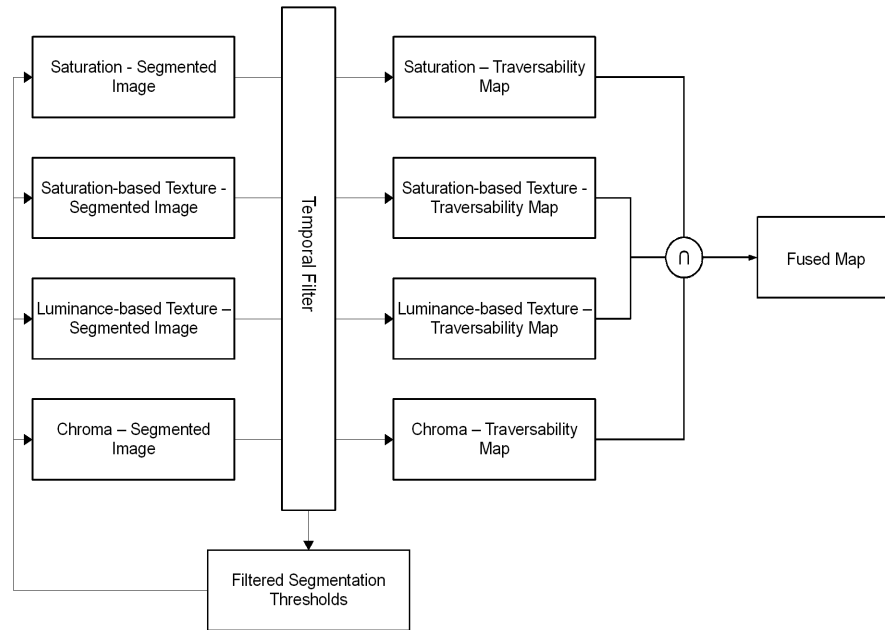 Saturation - Segmented
Image
Saturation – Traversability
Map
Saturation-based Texture -
Segmented Image
Saturation-based Texture -
Traversability Map
Temporal Filter
∩
Fused Map
Luminance-based Texture –
Segmented Image
Luminance-based Texture –
Traversability Map
Chroma – Segmented
Image
Chroma – Traversability
Map
Filtered Segmentation
Thresholds